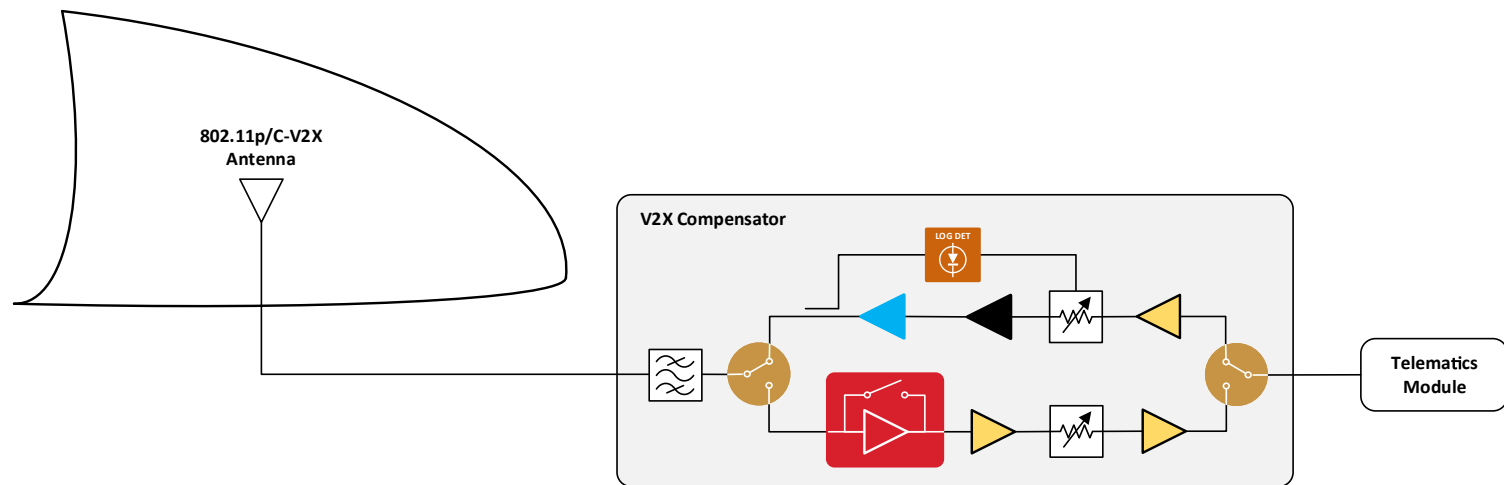 802.11p/C-V2X
Antenna
V2X Compensator
LOG DET
Telematics
Module